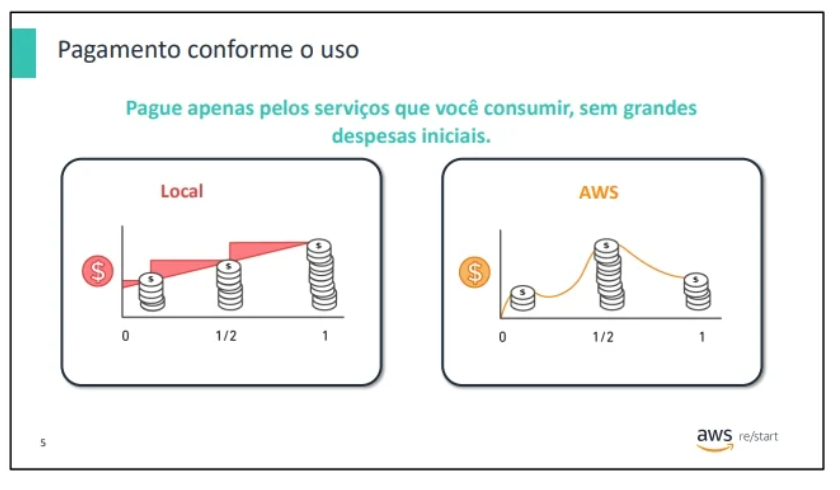 Pagamento conforme o uso
Pague apenas pelos serviços que você consumir, sem grandes
despesas iniciais.
Local
$
$
$
$
0
1/2
1
AWS
$
$
$
$
0
1/2
1
5
aws re/start